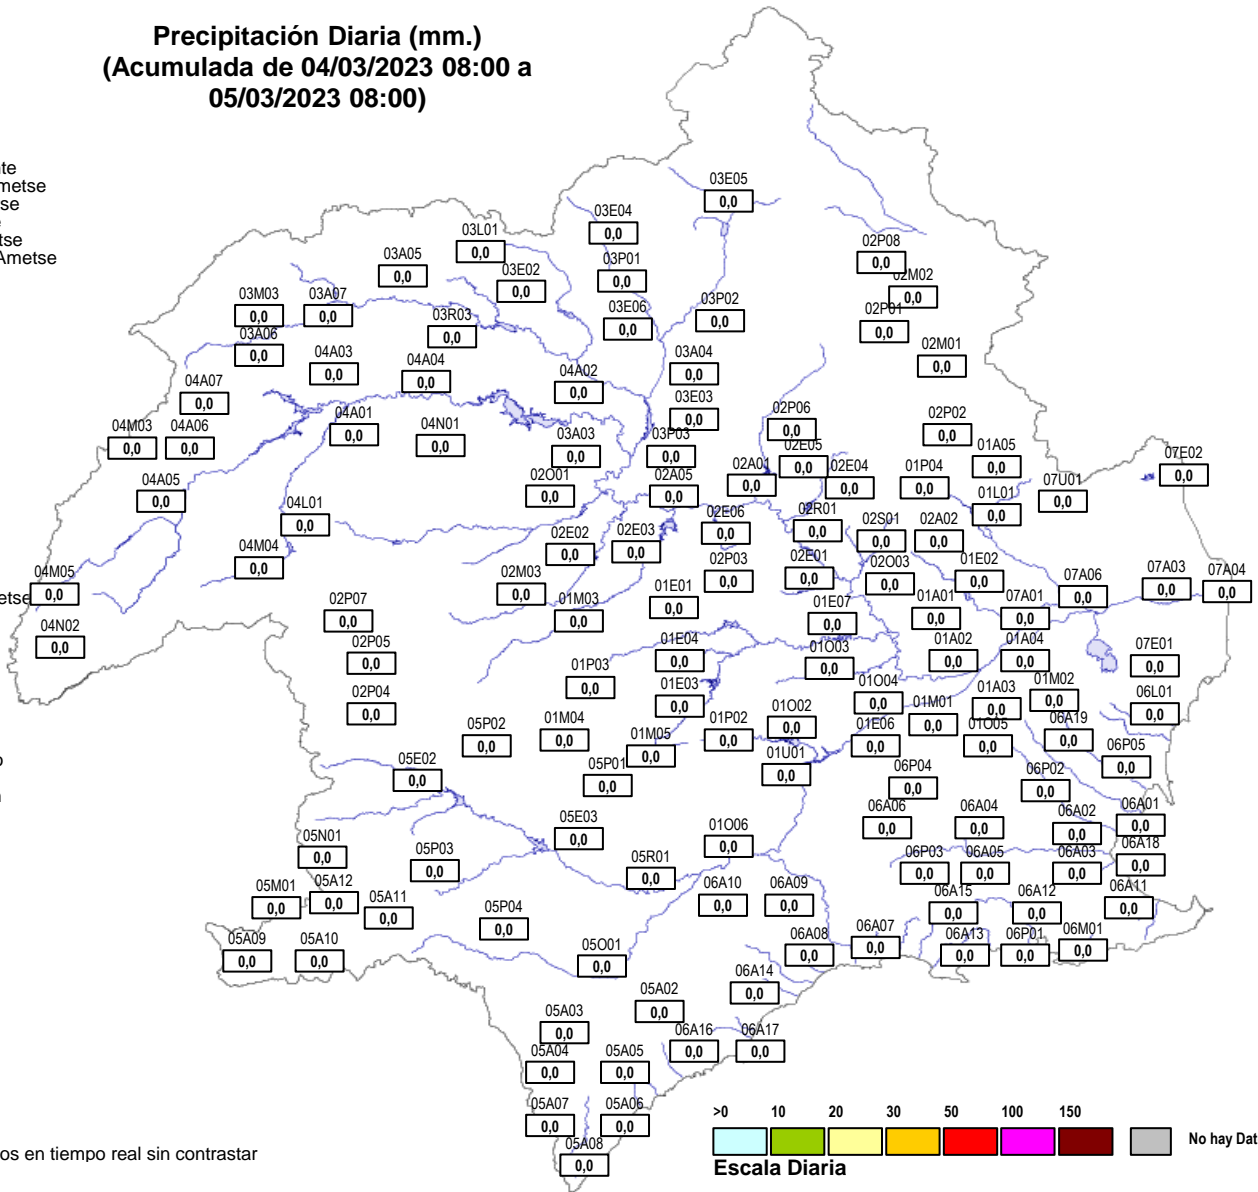 Precipitación Diaria (mm.)
(Acumulada de 04/03/2023 08:00 a
05/03/2023 08:00)
03E05
0,0
03E04
0,0
03L01
0,0
02P08
0,0
03A05
0,0
03P01
0,0
03E02
0,0
02M02
0,0
03M03
0,0
03A07
0,0
03P02
0,0
03E06
0,0
02P01
0,0
03R03
0,0
03A06
0,0
04A03
0,0
03A04
0,0
02M01
0,0
04A04
0,0
04A02
0,0
04A07
0,0
03E03
0,0
02P06
0,0
04A01
0,0
02P02
0,0
04M03
0,0
04A06
0,0
04N01
0,0
03A03
0,0
03P03
0,0
02E05
0,0
01A05
0,0
07E02
0,0
02A01
0,0
02E04
0,0
01P04
0,0
02O01
0,0
02A05
0,0
07U01
0,0
04A05
0,0
01L01
0,0
04L01
0,0
02R01
0,0
02E06
0,0
02S01
0,0
02A02
0,0
02E02
0,0
02E03
0,0
04M04
0,0
02P03
0,0
02E01
0,0
02O03
0,0
01E02
0,0
04M05
0,0
02M03
0,0
07A06
0,0
07A03
0,0
07A04
0,0
01E01
0,0
01M03
0,0
02P07
0,0
01E07
0,0
01A01
0,0
07A01
0,0
04N02
0,0
02P05
0,0
01E04
0,0
01O03
0,0
01A02
0,0
01A04
0,0
07E01
0,0
01P03
0,0
01E03
0,0
02P04
0,0
01O04
0,0
01A03
0,0
01M02
0,0
06L01
0,0
01M01
0,0
05P02
0,0
01M04
0,0
01P02
0,0
01O02
0,0
01E06
0,0
01O05
0,0
06A19
0,0
01M05
0,0
06P05
0,0
05E02
0,0
05P01
0,0
01U01
0,0
06P04
0,0
06P02
0,0
05E03
0,0
01O06
0,0
06A06
0,0
06A04
0,0
06A02
0,0
06A01
0,0
05N01
0,0
05P03
0,0
05R01
0,0
06P03
0,0
06A05
0,0
06A03
0,0
06A18
0,0
05M01
0,0
05A12
0,0
05A11
0,0
06A10
0,0
06A09
0,0
06A15
0,0
06A12
0,0
06A11
0,0
05P04
0,0
05A09
0,0
05A10
0,0
05O01
0,0
06A08
0,0
06A07
0,0
06A13
0,0
06P01
0,0
06M01
0,0
06A14
0,0
05A02
0,0
05A03
0,0
06A16
0,0
06A17
0,0
05A04
0,0
05A05
0,0
05A07
0,0
05A06
0,0
05A08
0,0
>0 10 20 30 50 100 150
No hay Dat
Escala Diaria
os en tiempo real sin contrastar